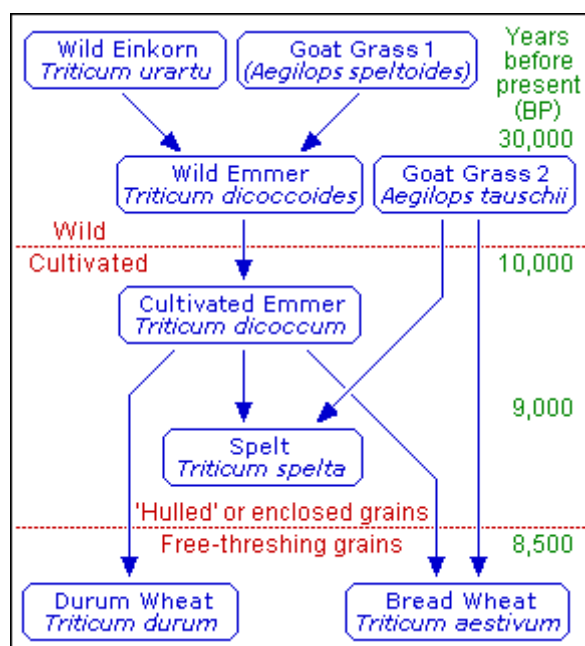 Wild Einkorn
Triticum urartu
Goat Grass 1
(Aegilops speltoides)
Years
before
present
(BP)
30,000
Wild Emmer
Triticum dicoccoides
Goat Grass 2
Aegilops tauschii
Wild
Cultivated
10,000
Cultivated Emmer
Triticum dicoccum
9,000
Spelt
Triticum spelta
'Hulled' or enclosed grains
Free-threshing grains
8,500
Durum Wheat
Triticum durum
Bread Wheat
Triticum aestivum